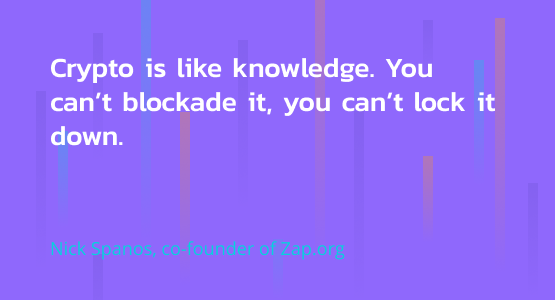 Crypto is like knowledge. You
can’t blockade it, you can’t lock it
down.
Nick Spanos, co-founder of Zap.org